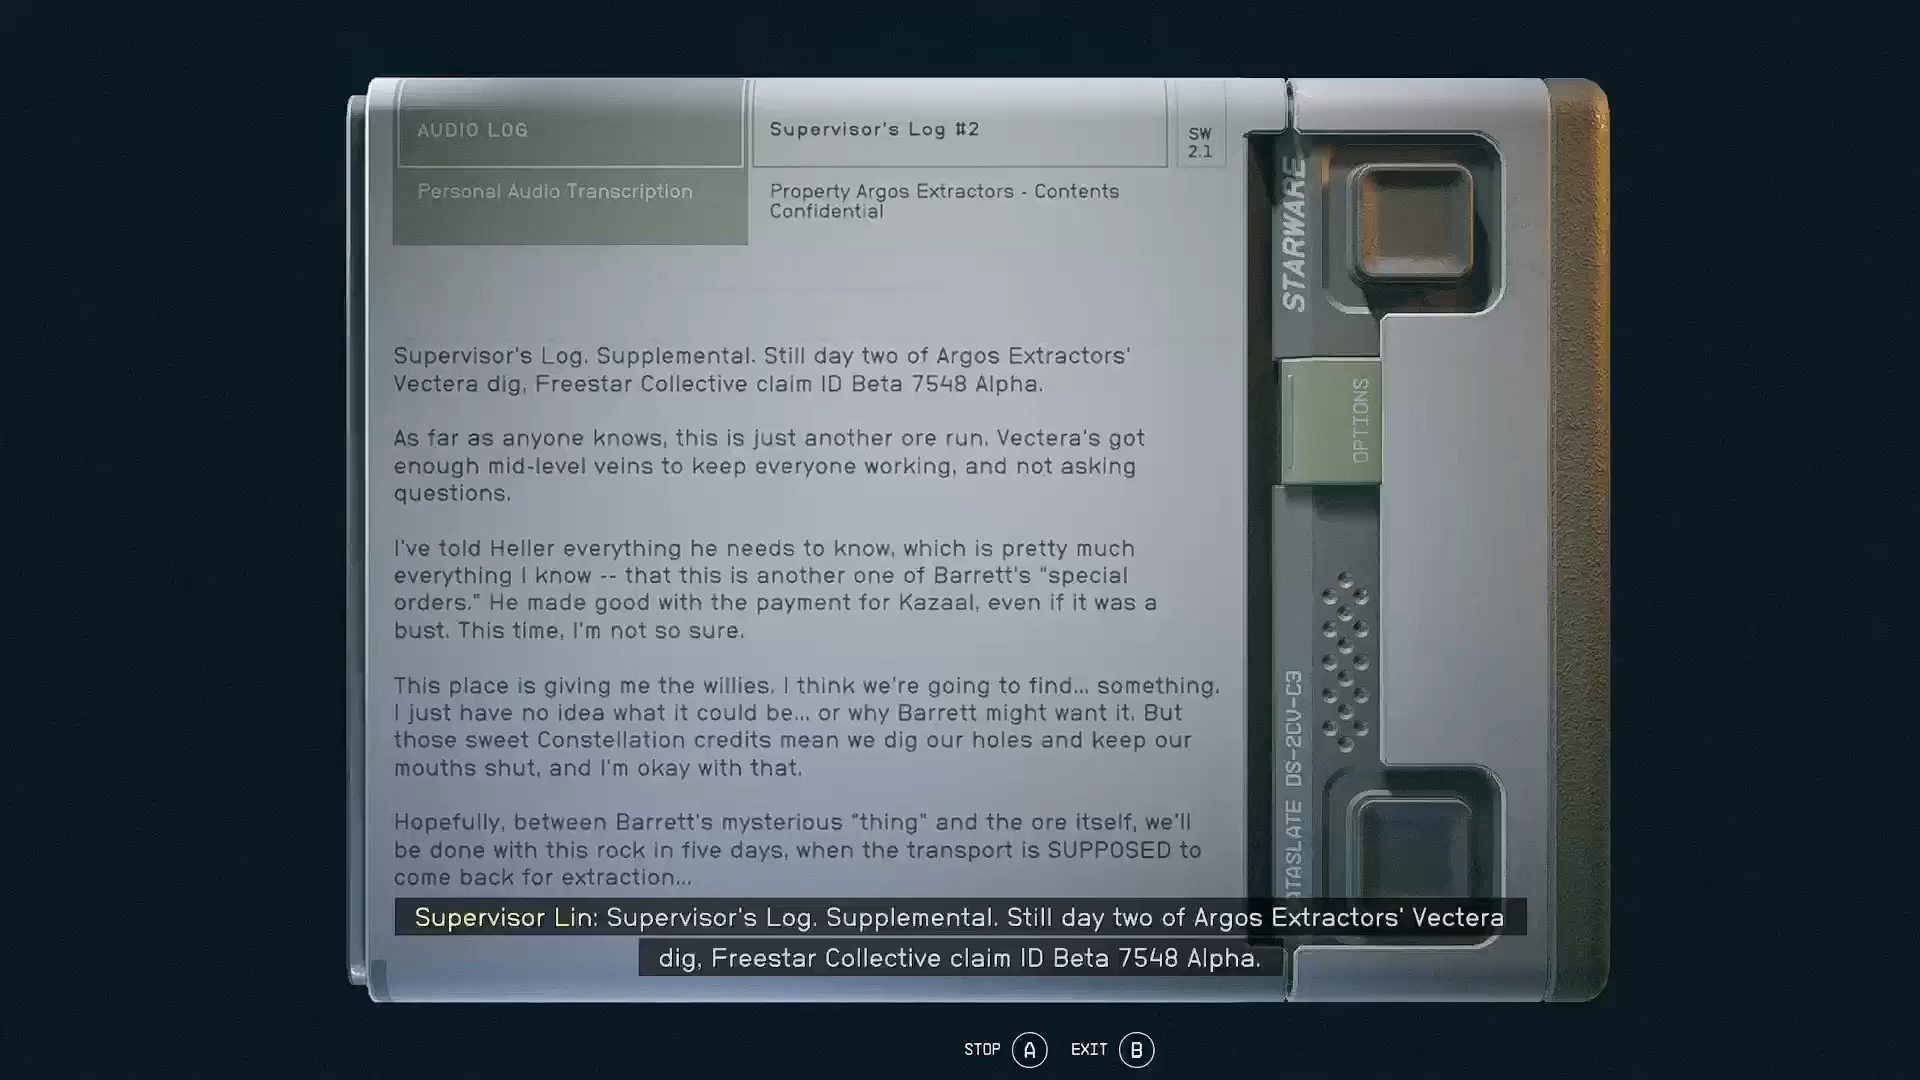 AUDIO LOG
Supervisor's Log #2
SW
2.1
Personal Audio Transcription
Property Argos Extractors - Contents
Confidential
STARWARE
OPTIONS
Supervisor's Log. Supplemental. Still day two of Argos Extractors'
Vectera dig, Freestar Collective claim ID Beta 7548 Alpha.
As far as anyone knows, this is just another ore run. Vectera's got
enough mid-level veins to keep everyone working, and not asking
questions.
I've told Heller everything he needs to know, which is pretty much
everything I know -- that this is another one of Barrett's "special
orders." He made good with the payment for Kazaal, even if it was a
bust. This time, I'm not so sure.
This place is giving me the willies. I think we're going to find... something.
I just have no idea what it could be... or why Barrett might want it. But
those sweet Constellation credits mean we dig our holes and keep our
mouths shut, and I'm okay with that.
Hopefully, between Barrett's mysterious "thing" and the ore itself, we'll
be done with this rock in five days, when the transport is SUPPOSED to
come back for extraction...
ATASLATE DS-2CV-C3
Supervisor Lin: Supervisor's Log. Supplemental. Still day two of Argos Extractors' Vectera
dig, Freestar Collective claim ID Beta 7548 Alpha.
STOP A EXIT B